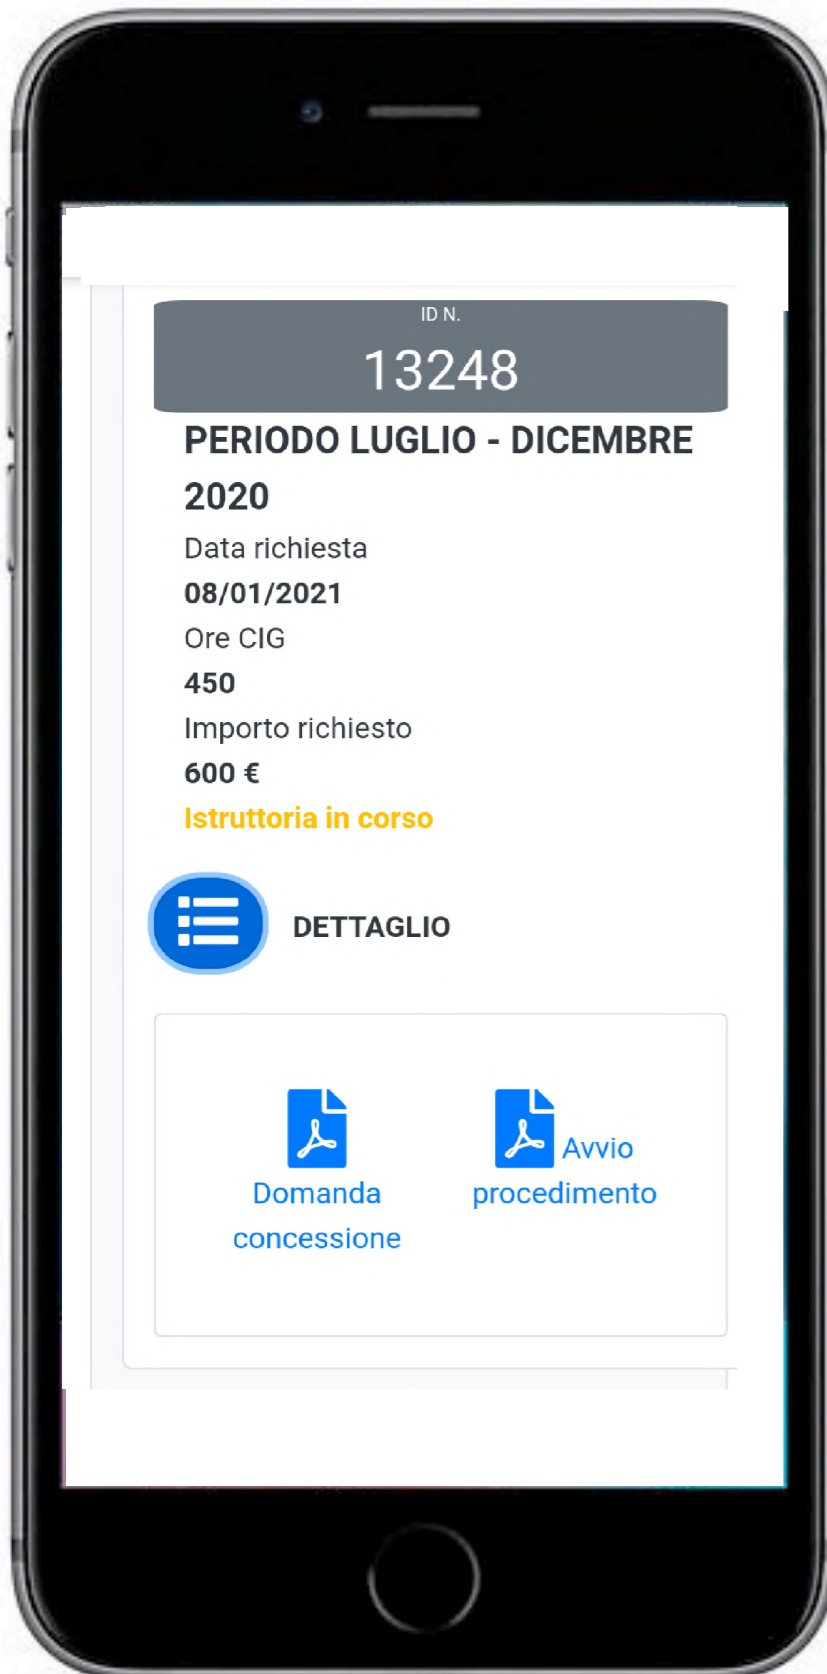 ID N.
13248
PERIODO LUGLIO - DICEMBRE
2020
Data richiesta
08/01/2021
Ore CIG
450
Importo richiesto
600 €
Istruttoria in corso
DETTAGLIO
Domanda
concessione
Avvio
procedimento